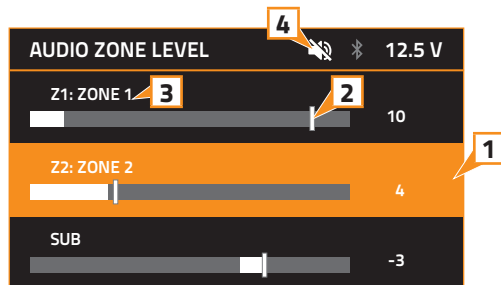 4
AUDIO ZONE LEVEL 12.5 V
Z1: ZONE 1 3 2
10
1
Z2: ZONE 2
4
SUB
-3